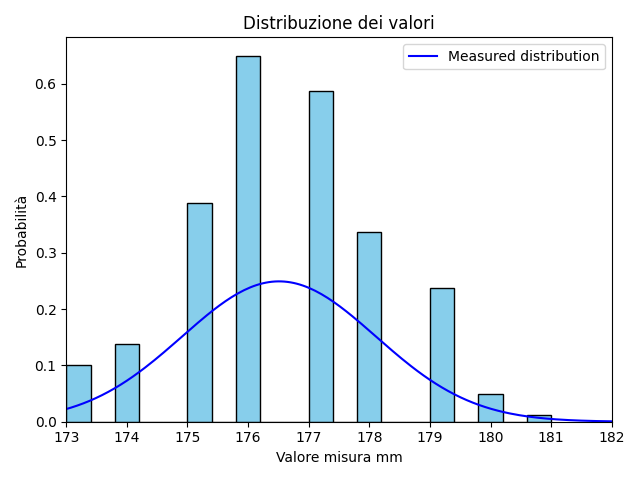 Distribuzione dei valori
Measured distribution
Probabilità
0.6
0.5
0.4
0.3
0.2
0.1
0.0
173 174 175 176 177 178 179 180 181 182
Valore misura mm